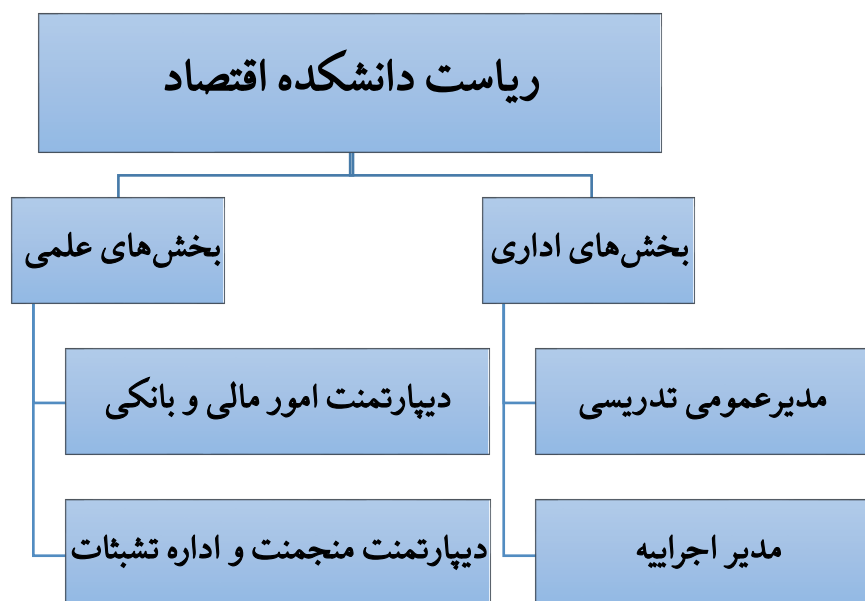 ریاست دانشکده اقتصاد
بخش‌های اداری
بخش‌های علمی
مدیرعمومی تدریسی
دیپارتمنت امور مالی و بانکی
مدیر اجراییه
دیپارتمنت منجمنت و اداره تشبثات